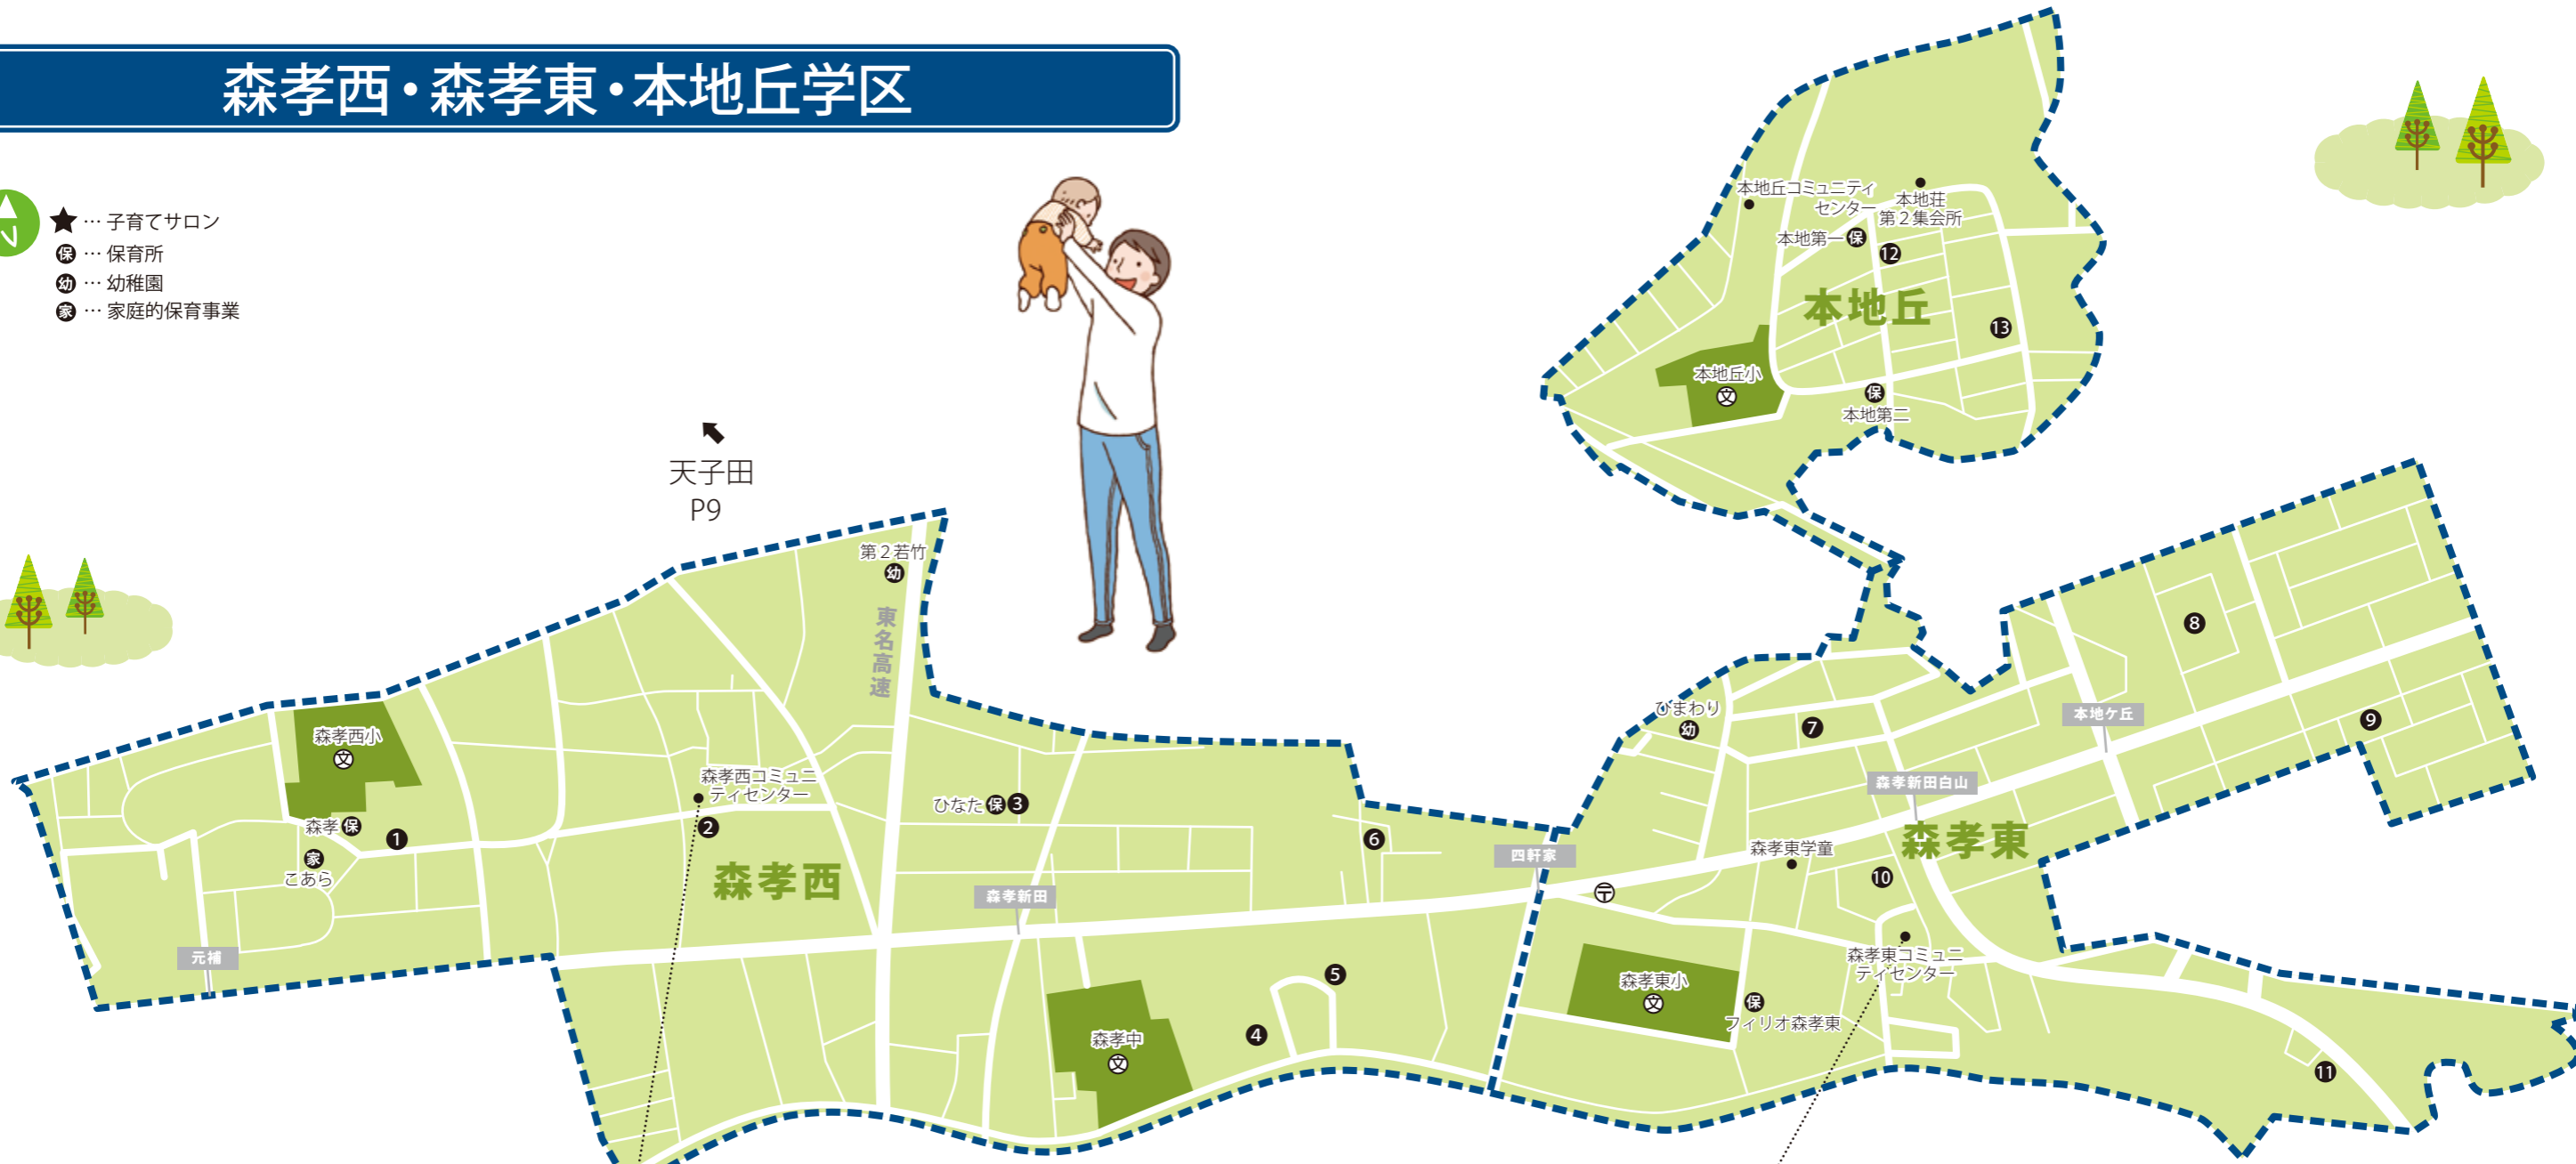 森孝西・森孝東・本地丘学区
★ … 子育てサロン
保 … 保育所
幼 … 幼稚園
家 … 家庭的保育事業
天子田
P9
本地丘コミュニティ
センター
本地荘
第2集会所
本地第一 保
12
本地丘
13
本地丘小
文
保
本地第二
第2若竹
幼
東名高速
森孝西小
文
森孝 保
1
家
こあら
元補
森孝西コミュニ
ティセンター
2
森孝西
ひなた 保 3
森孝新田
6
5
4
森孝中
文
四軒家
〒
ひまわり
幼
7
8
9
本地ケ丘
森孝新田白山
森孝東
森孝東学童
10
森孝東コミュニ
テイセンター
森孝東小
文
保
フィリオ森孝東
11